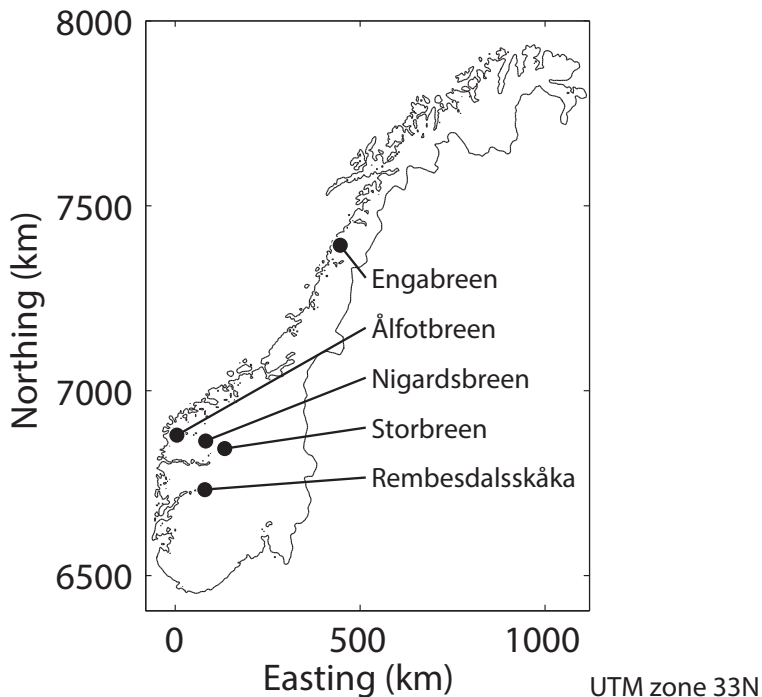 8000
7500
7000
6500
Northing (km)
Engabreen
Ålfotbreen
Nigardsbreen
Storbreen
Rembesdalsskåka
0 500 1000
Easting (km)
UTM zone 33N